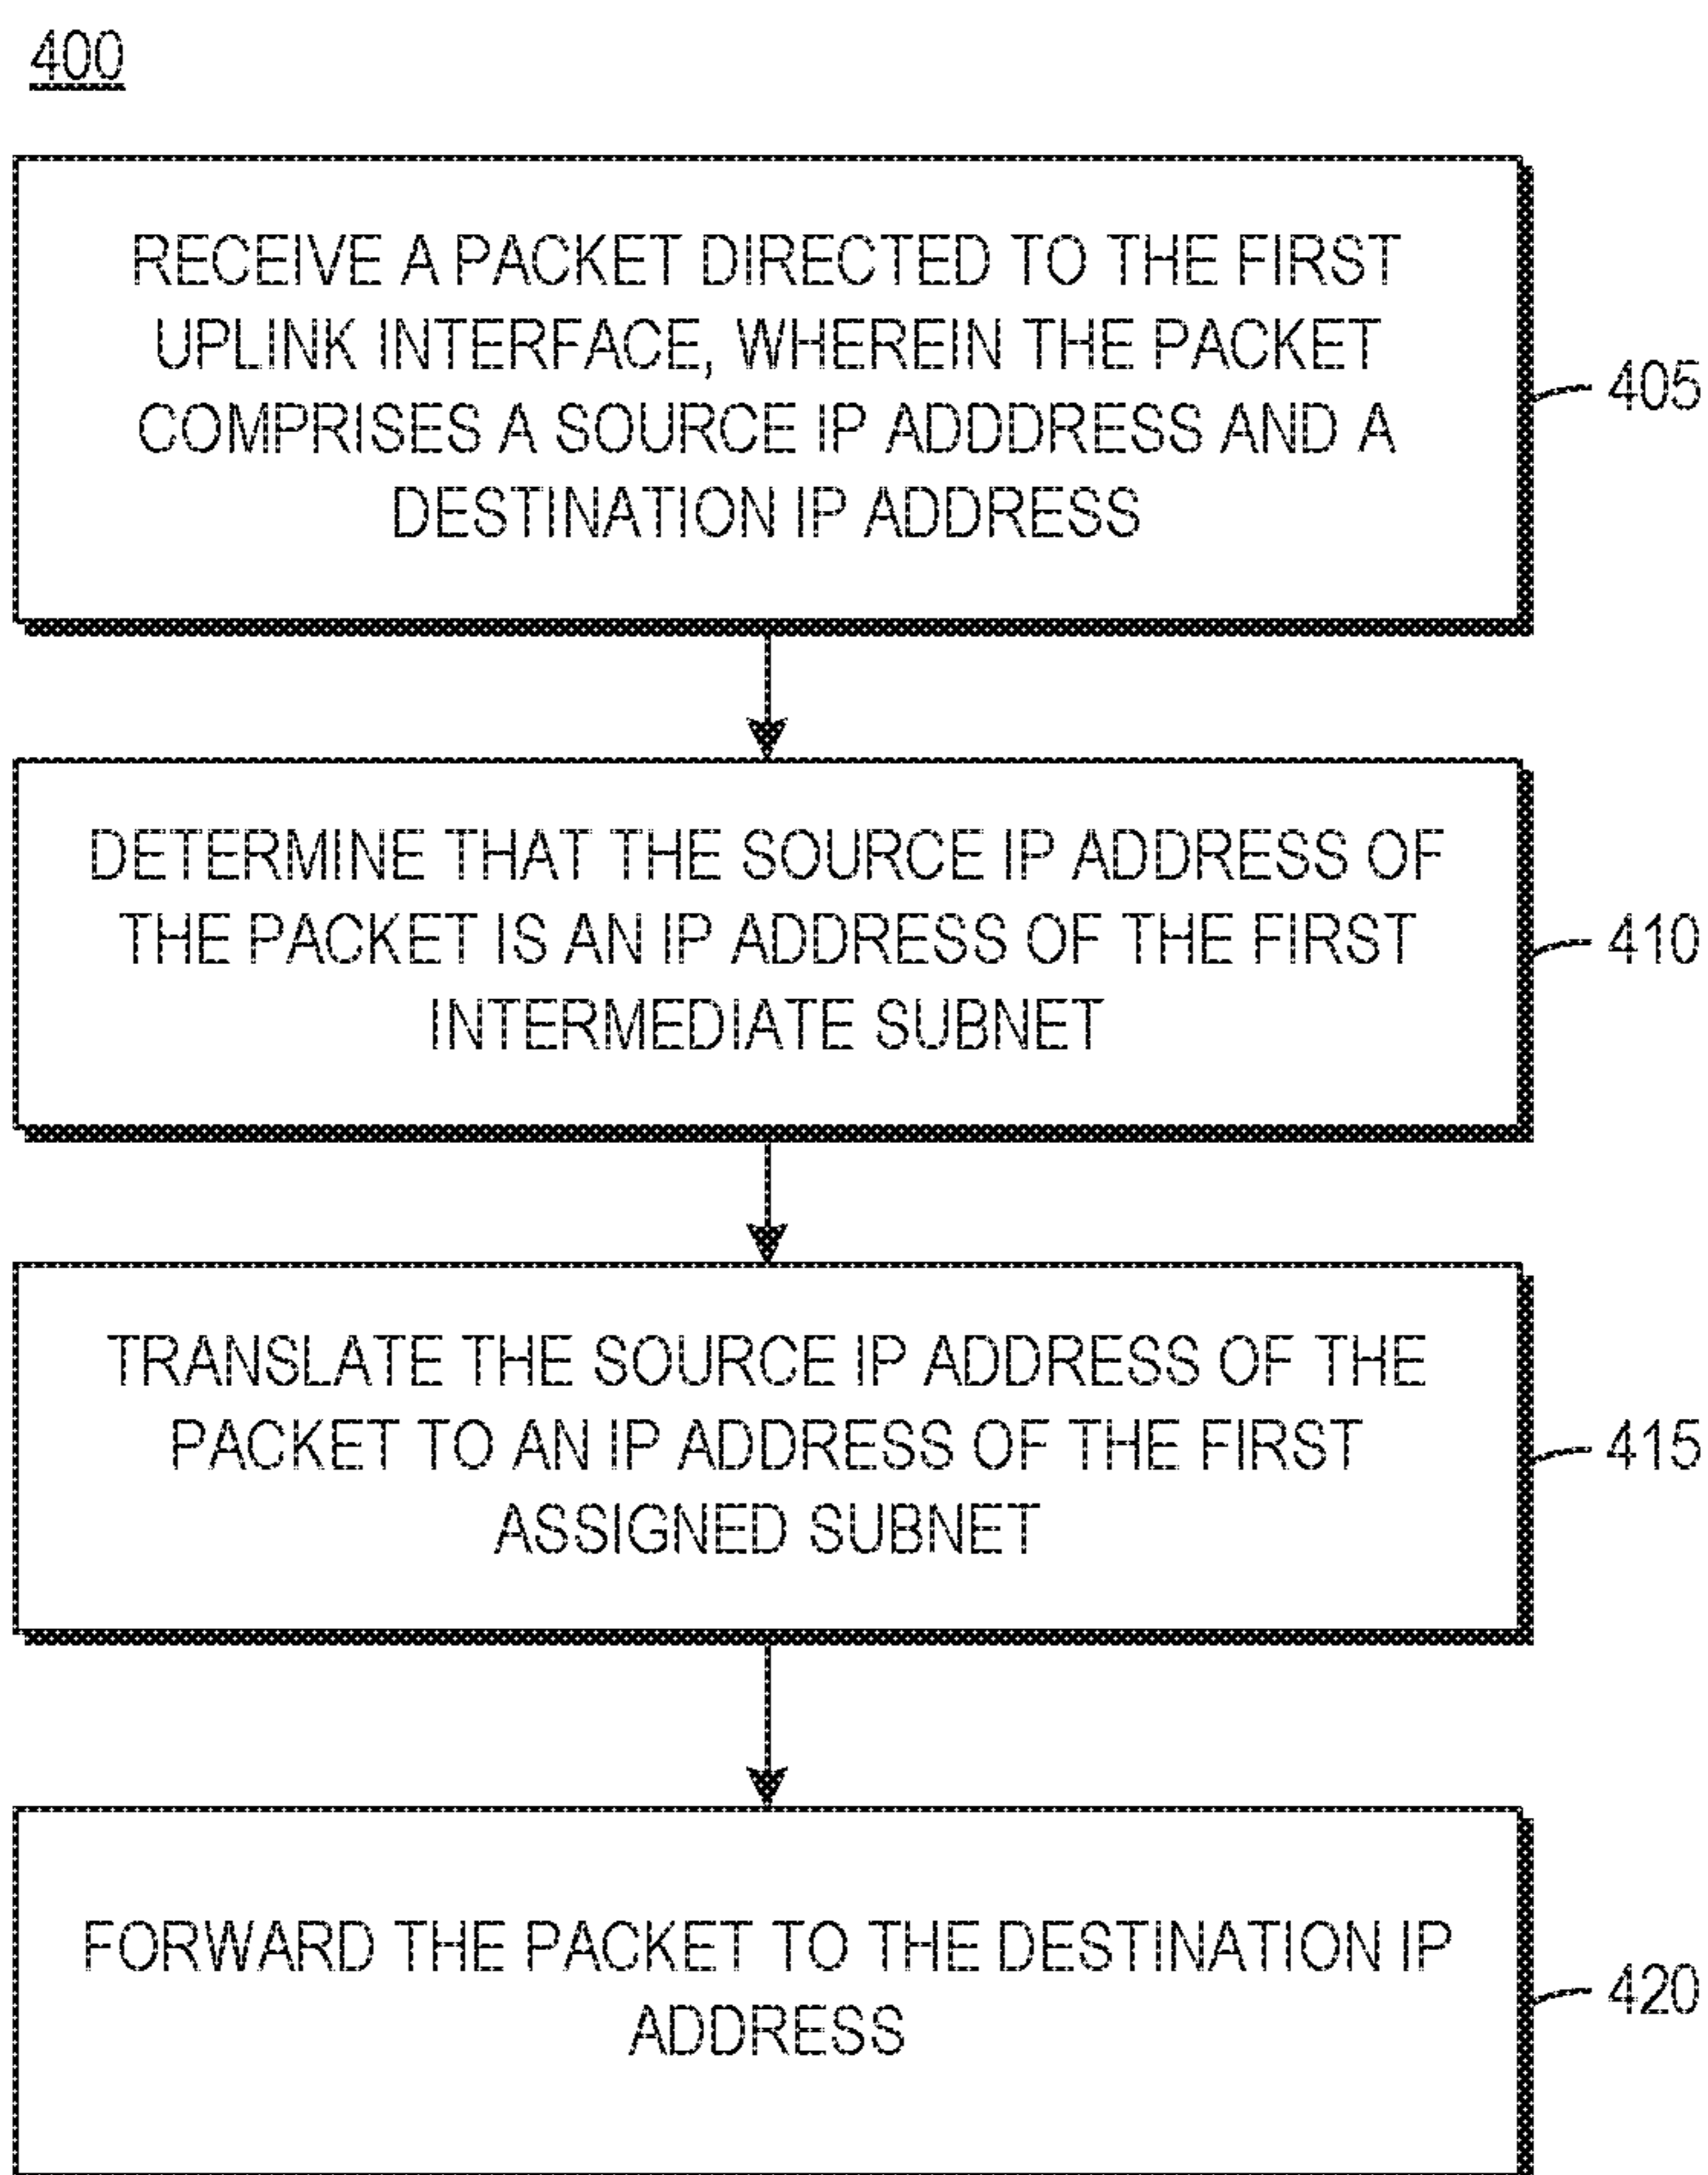 400
RECEIVE A PACKET DIRECTED TO THE FIRST
UPLINK INTERFACE, WHEREIN THE PACKET
COMPRISES A SOURCE IP ADDDRESS AND A
DESTINATION IP ADDRESS
405
DETERMINE THAT THE SOURCE IP ADDRESS OF
THE PACKET IS AN IP ADDRESS OF THE FIRST
INTERMEDIATE SUBNET
410
TRANSLATE THE SOURCE IP ADDRESS OF THE
PACKET TO AN IP ADDRESS OF THE FIRST
ASSIGNED SUBNET
415
FORWARD THE PACKET TO THE DESTINATION IP
ADDRESS
420